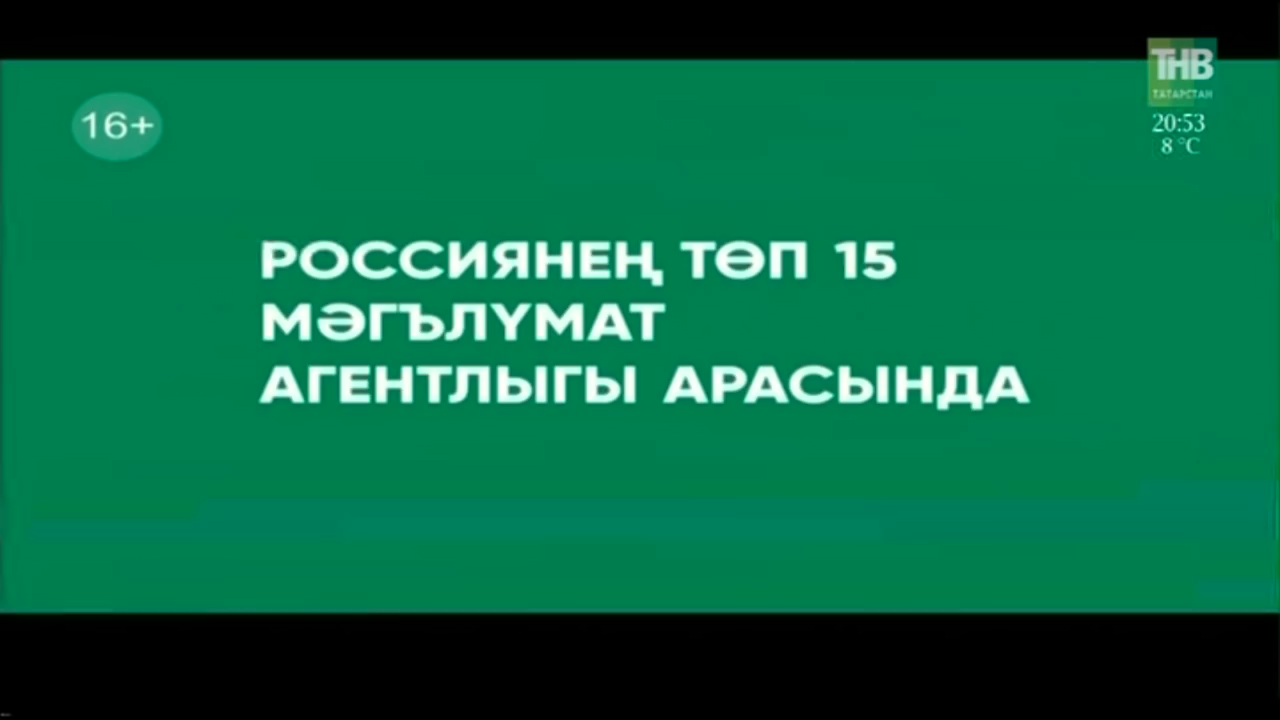 ТНВ
ТАТАРСТАН
16+
20:53
8 °C
РОССИЯНЕҢ ТӨП 15
МӘГЪЛҮМАТ
АГЕНТЛЫГЫ АРАСЫНДА